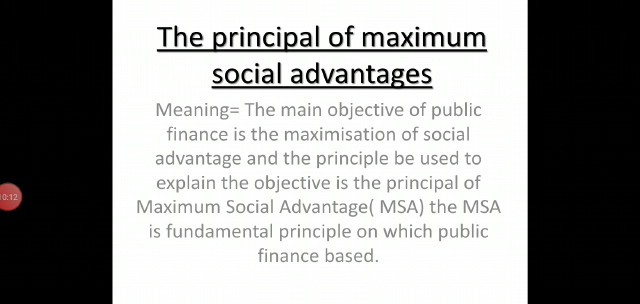 The principal of maximum
social advantages
Meaning= The main objective of public
finance is the maximisation of social
advantage and the principle be used to
explain the objective is the principal of
Maximum Social Advantage( MSA) the MSA
is fundamental principle on which public
finance based.